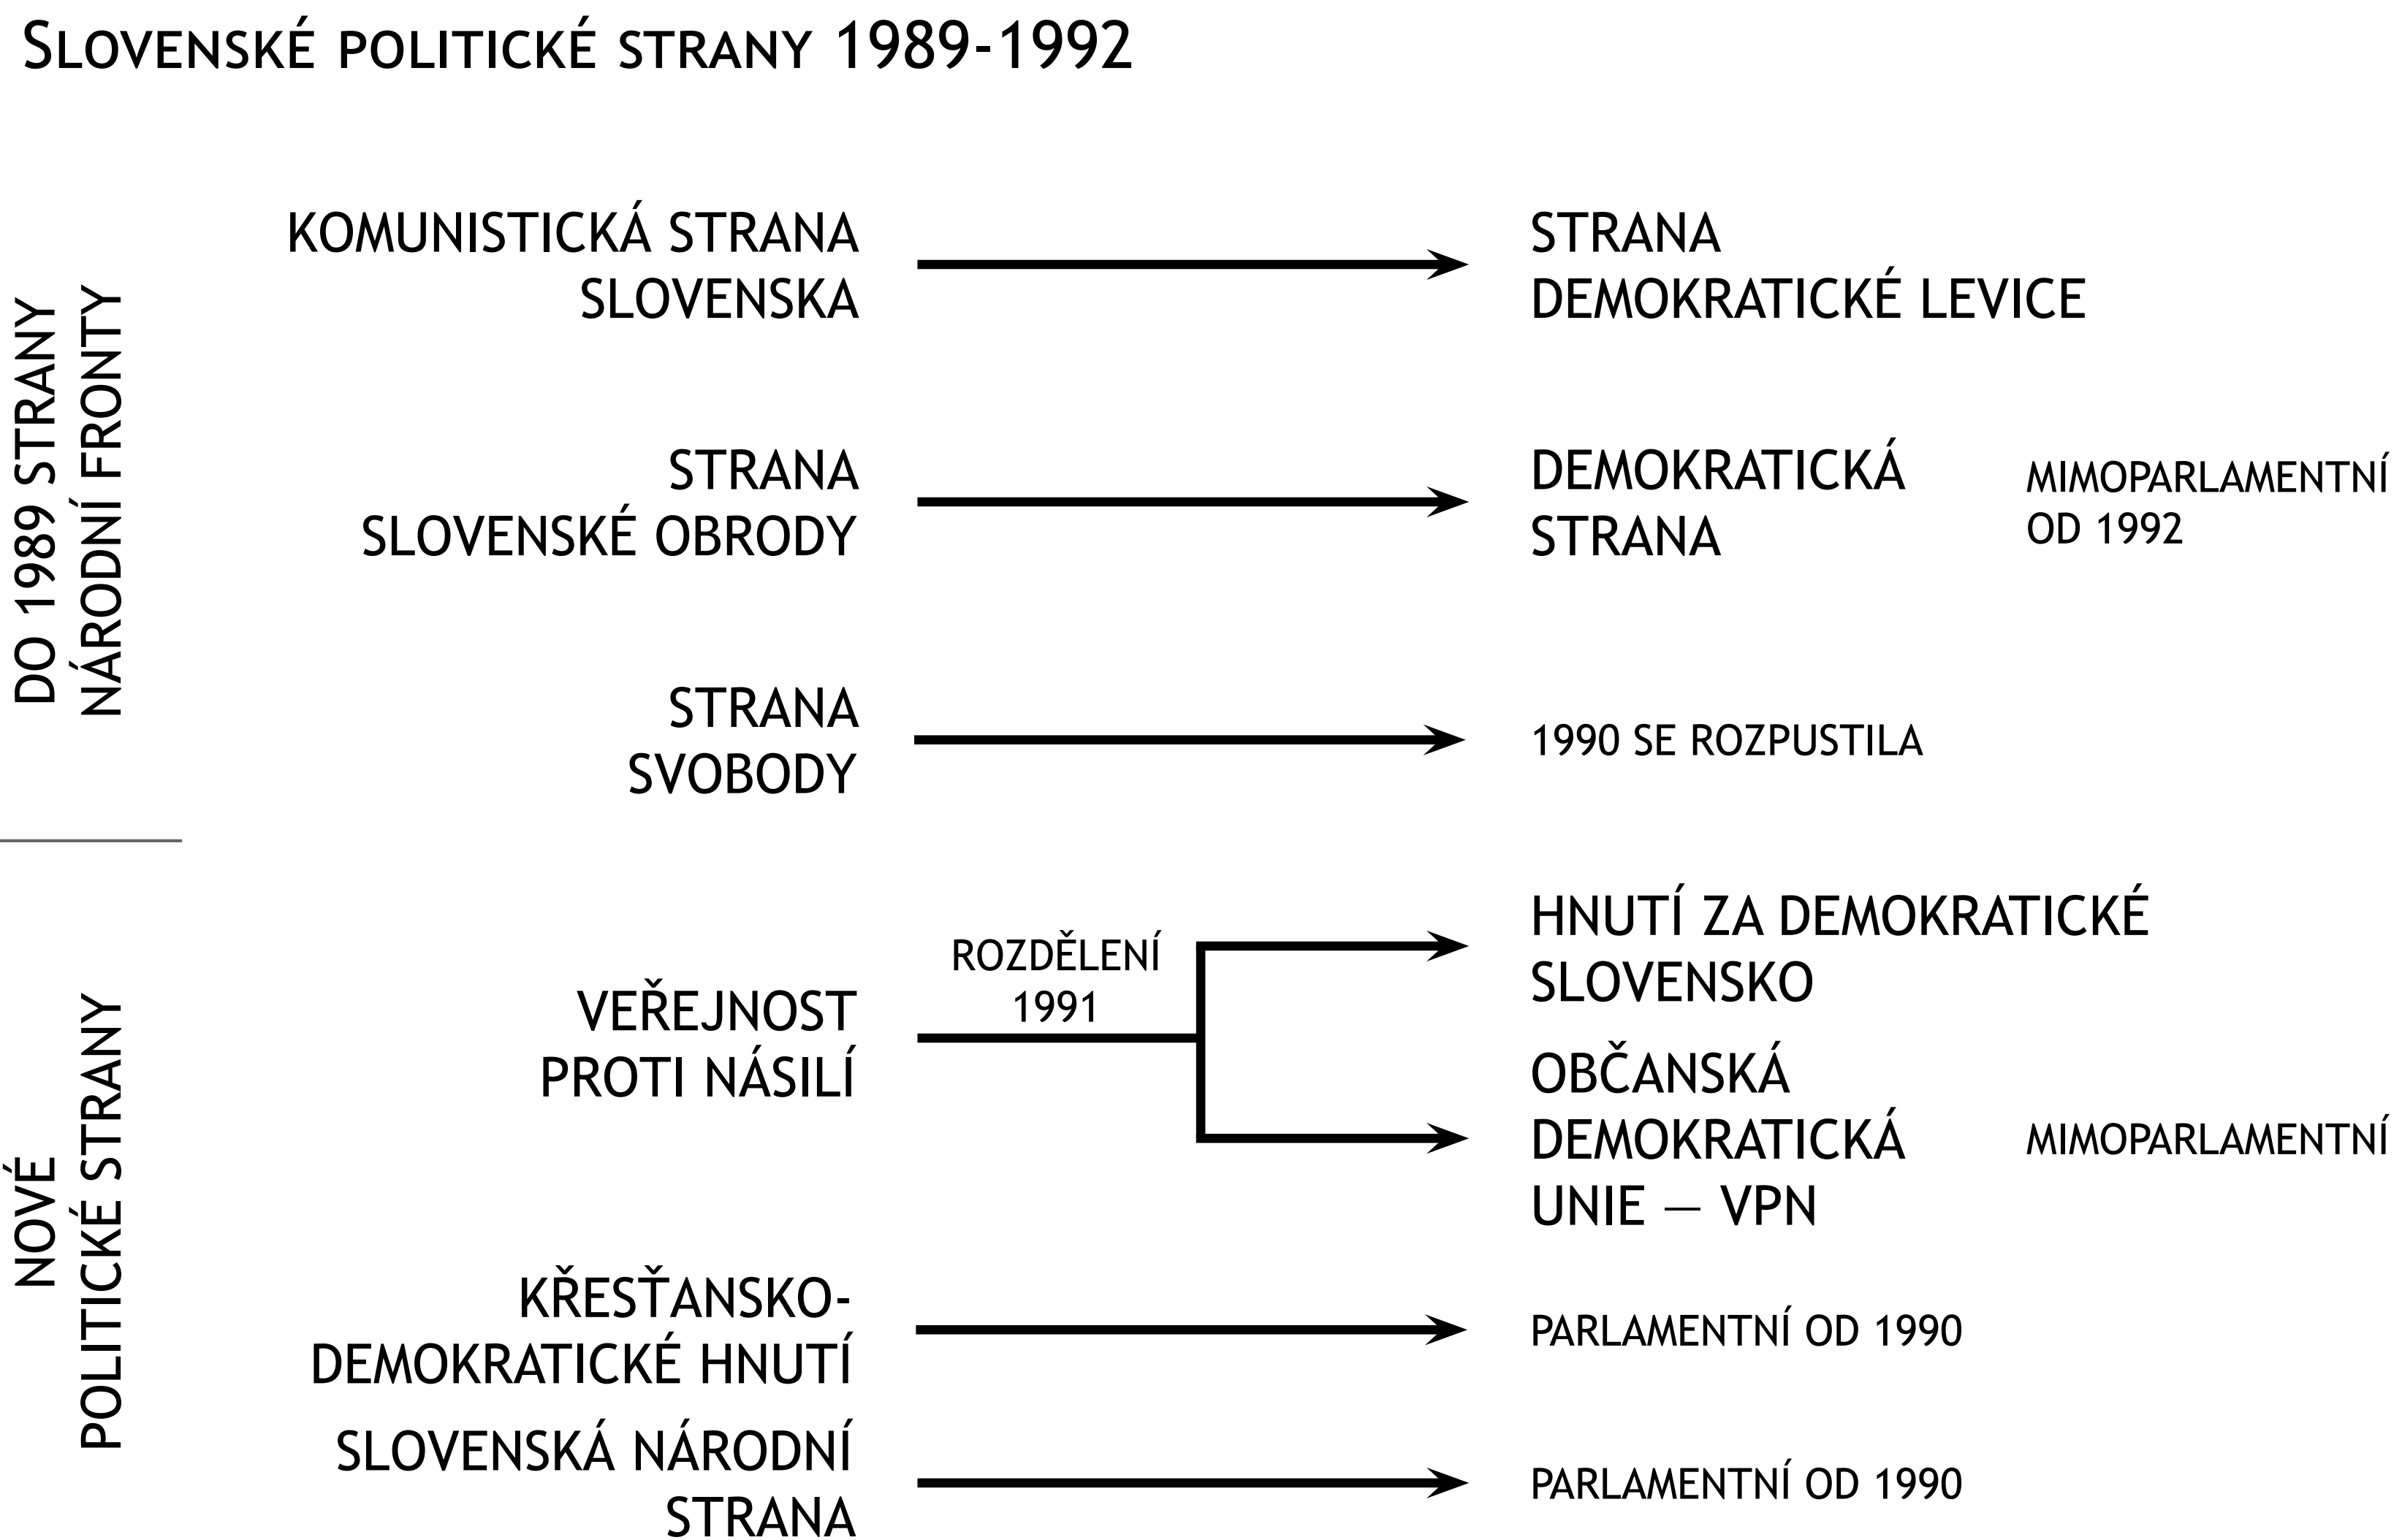 SLOVENSKÉ POLITICKÉ STRANY 1989-1992
DO 1989 STRANY
NÁRODNÍ FRONTY
KOMUNISTICKÁ STRANA
SLOVENSKA
STRANA
DEMOKRATICKÉ LEVICE
STRANA
SLOVENSKÉ OBRODY
DEMOKRATICKÁ
STRANA
MIMOPARLAMENTNÍ
OD 1992
STRANA
SVOBODY
1990 SE ROZPUSTILA
NOVÉ
POLITICKÉ STRANY
VEŘEJNOST
PROTI NÁSILÍ
ROZDĚLENÍ
1991
HNUTÍ ZA DEMOKRATICKÉ
SLOVENSKO
OBČANSKÁ
DEMOKRATICKÁ
UNIE — VPN
MIMOPARLAMENTNÍ
KŘESŤANSKO-
DEMOKRATICKÉ HNUTÍ
PARLAMENTNÍ OD 1990
SLOVENSKÁ NÁRODNÍ
STRANA
PARLAMENTNÍ OD 1990